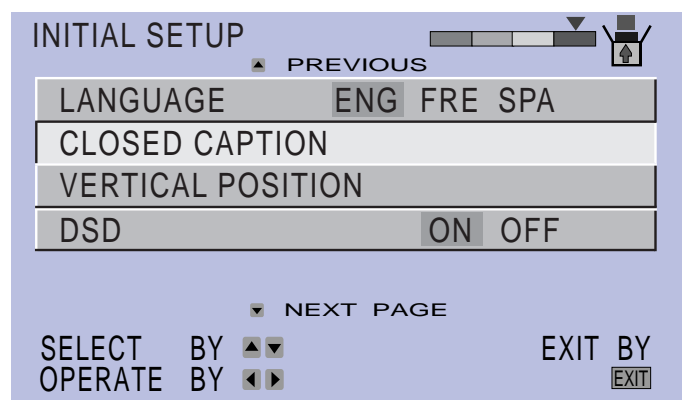 INITIAL SETUP
PREVIOUS
LANGUAGE ENG FRE SPA
CLOSED CAPTION
VERTICAL POSITION
DSD ON OFF
NEXT PAGE
SELECT BY EXIT BY
OPERATE BY EXIT